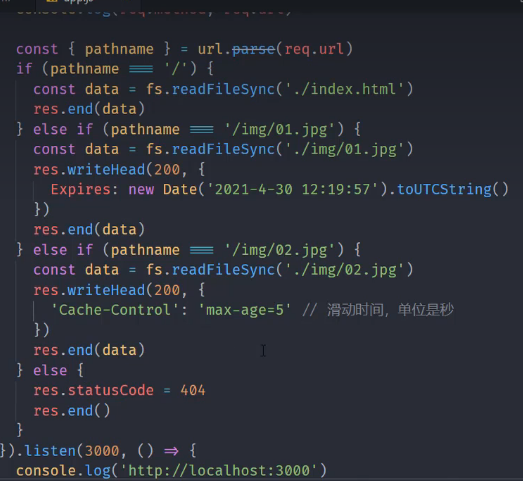 const { pathname } = url.parse(req.url)
if (pathname === '/') {
const data = fs.readFileSync('./index.html')
res.end(data)
} else if (pathname === '/img/01.jpg') {
const data = fs.readFileSync('./img/01.jpg')
res.writeHead(200, {
Expires: new Date('2021-4-30 12:19:57').toUTCString()
})
res.end(data)
} else if (pathname === '/img/02.jpg') {
const data = fs.readFileSync('./img/02.jpg')
res.writeHead(200, {
'Cache-Control': 'max-age=5' // 滑动时间，单位是秒
})
res.end(data)
} else {
res.statusCode = 404
res.end()
}
}).listen(3000, () => {
console.log('http://localhost:3000')